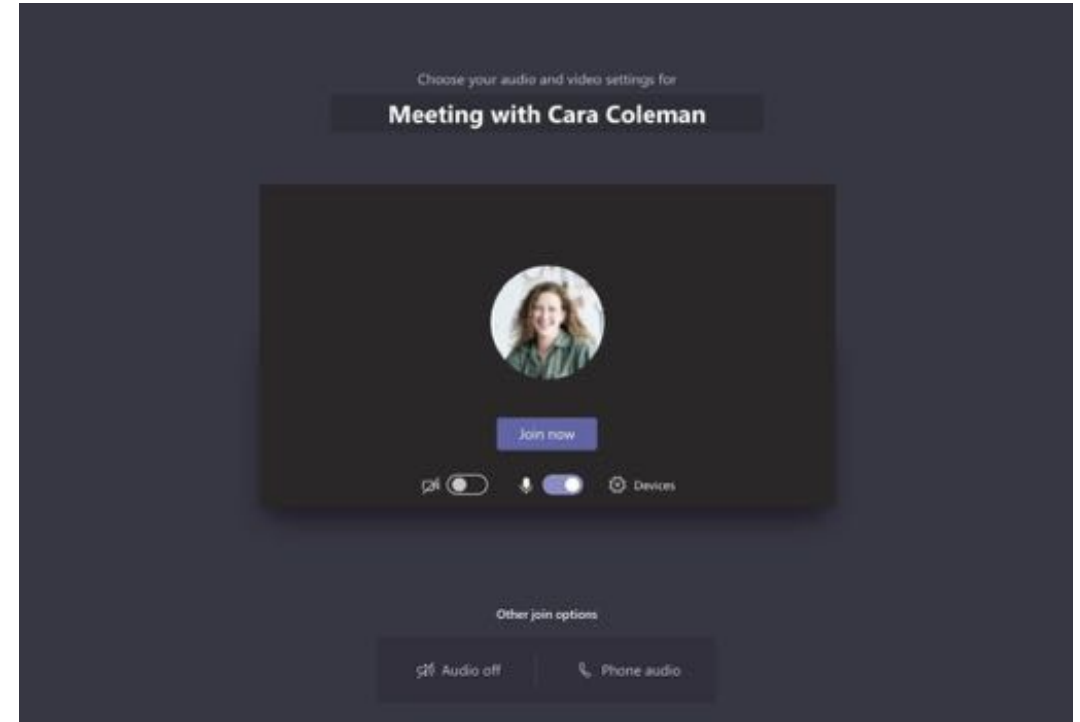 Choose your audio and video settings for
Meeting with Cara Coleman
Join now
Devices
Other join options
Audio off
Phone audio